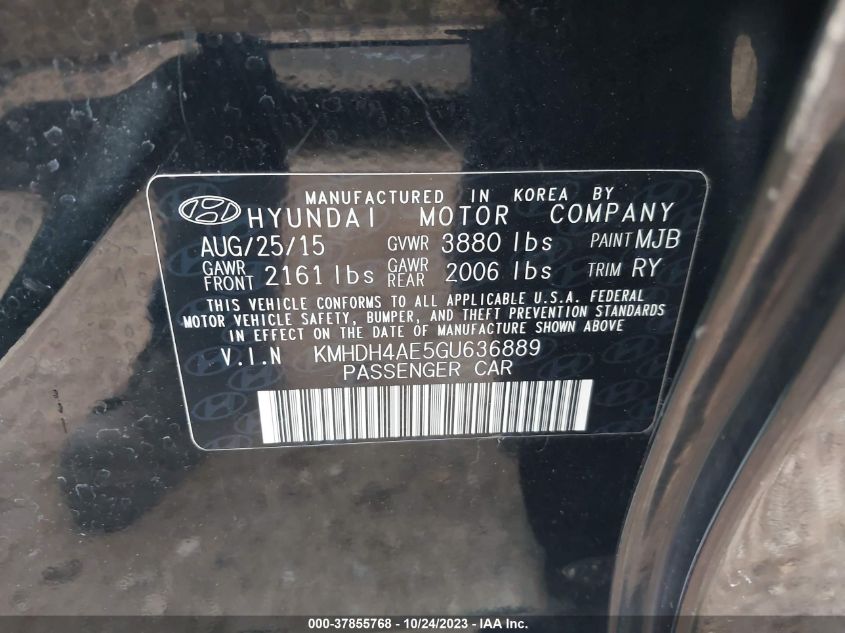 MANUFACTURED IN KOREA BY
HYUNDAI MOTOR COMPANY
AUG/25/15 GVWR 3880 lbs PAINT MJB
GAWR FRONT 2161 lbs GAWR REAR 2006 lbs TRIM RY
THIS VEHICLE CONFORMS TO ALL APPLICABLE U.S.A. FEDERAL
MOTOR VEHICLE SAFETY, BUMPER, AND THEFT PREVENTION STANDARDS
IN EFFECT ON THE DATE OF MANUFACTURE SHOWN ABOVE
V.I.N KMHDH4AE5GU636889
PASSENGER CAR
000-37855768 - 10/24/2023 - IAA Inc.